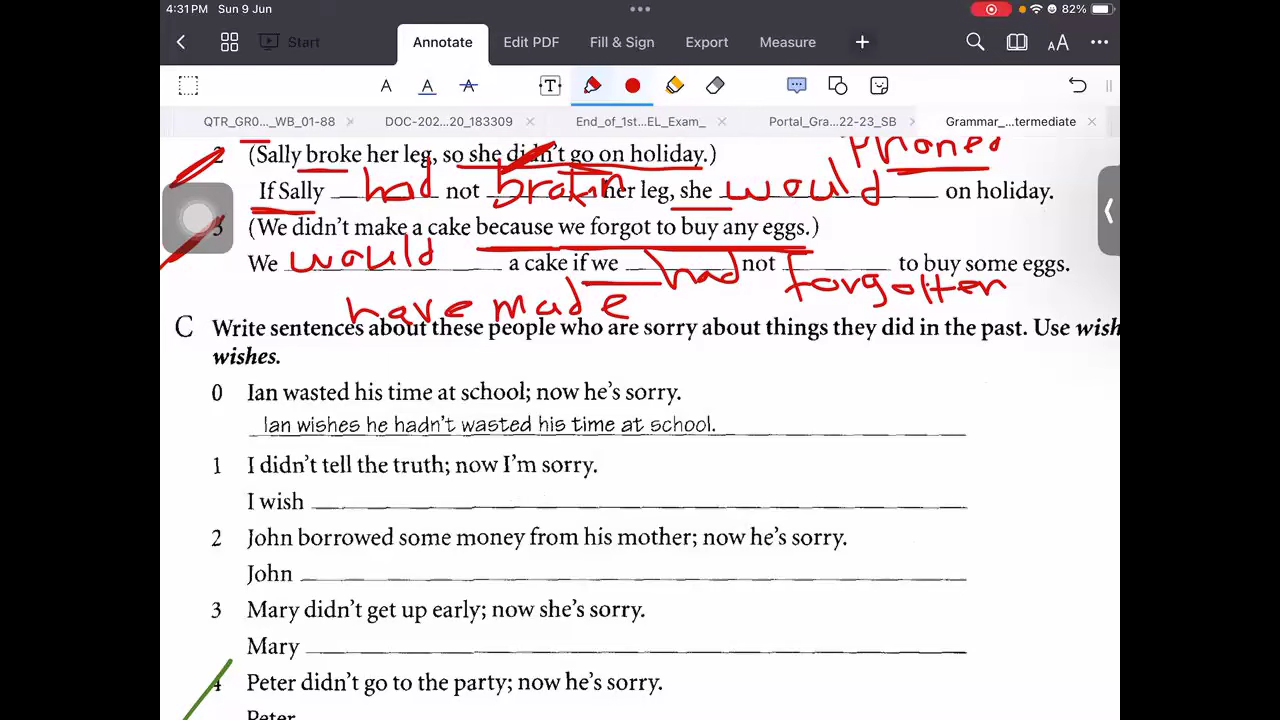 4:31 PM Sun 9 Jun 82%
Start Annotate Edit PDF Fill & Sign Export Measure
QTR_GR0..._WB_01-88 DOC-202...20_183309 End_of_1st...EL_Exam_ Portal_Gra...22-23_SB Grammar_...termediate
Phoned
2 (Sally broke her leg, so she didn't go on holiday.)
If Sally had not broken her leg, she would on holiday.
3 (We didn't make a cake because we forgot to buy any eggs.)
We would a cake if we had not forgotten to buy some eggs.
have made
C Write sentences about these people who are sorry about things they did in the past. Use wish
wishes.
0 Ian wasted his time at school; now he's sorry.
Ian wishes he hadn't wasted his time at school.
1 I didn't tell the truth; now I'm sorry.
I wish
2 John borrowed some money from his mother; now he's sorry.
John
3 Mary didn't get up early; now she's sorry.
Mary
4 Peter didn't go to the party; now he's sorry.
Peter